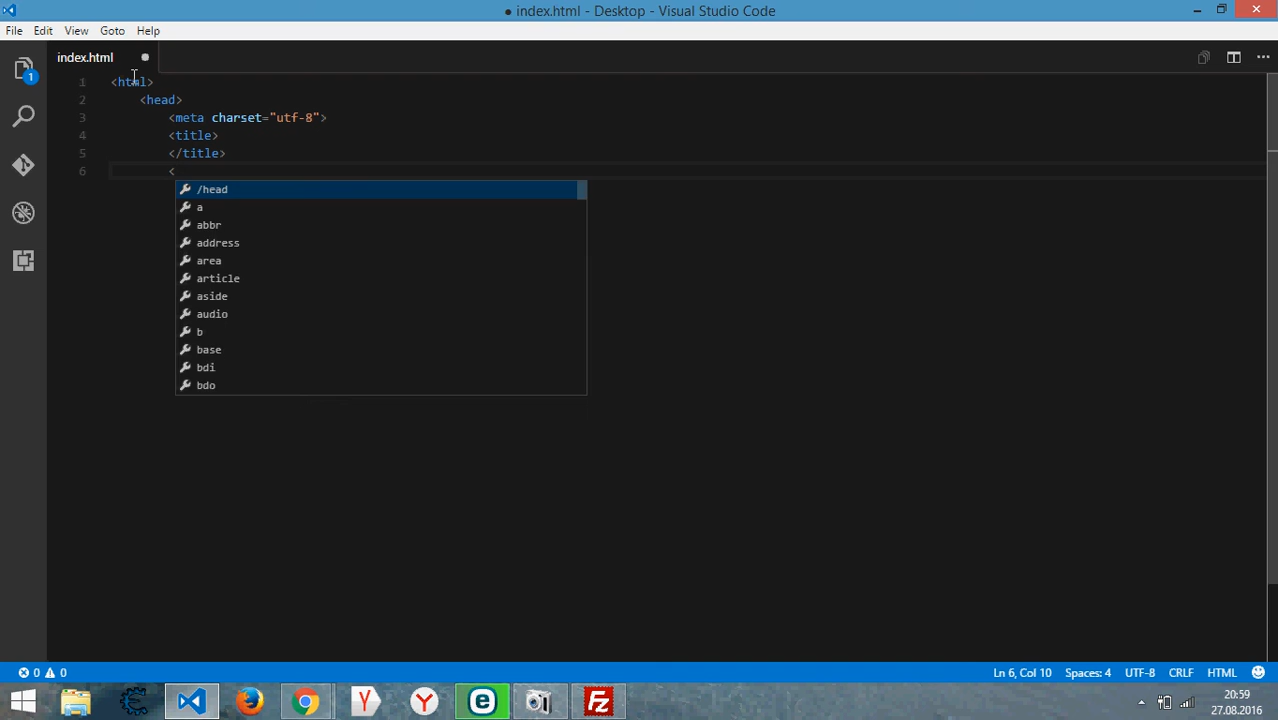 ● index.html - Desktop - Visual Studio Code
File Edit View Goto Help
index.html
1 <html>
2 <head>
3 <meta charset="utf-8">
4 <title>
5 </title>
6 <
/head
a
abbr
address
area
article
aside
audio
b
base
bdi
bdo
1
0 0 Ln 6, Col 10 Spaces: 4 UTF-8 CRLF HTML
20:59
27.08.2016